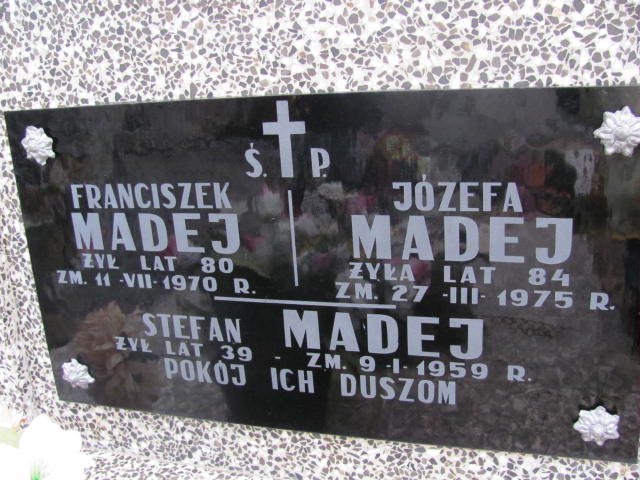 Ś. P.
FRANCISZEK
MADEJ
ŻYŁ LAT 80
ZM. 11-VII-1970 R.
JÓZEFA
MADEJ
ŻYŁA LAT 84
ZM. 27-III-1975 R.
STEFAN MADEJ
ŻYŁ LAT 39 - ZM. 9-I-1959 R.
POKÓJ ICH DUSZOM